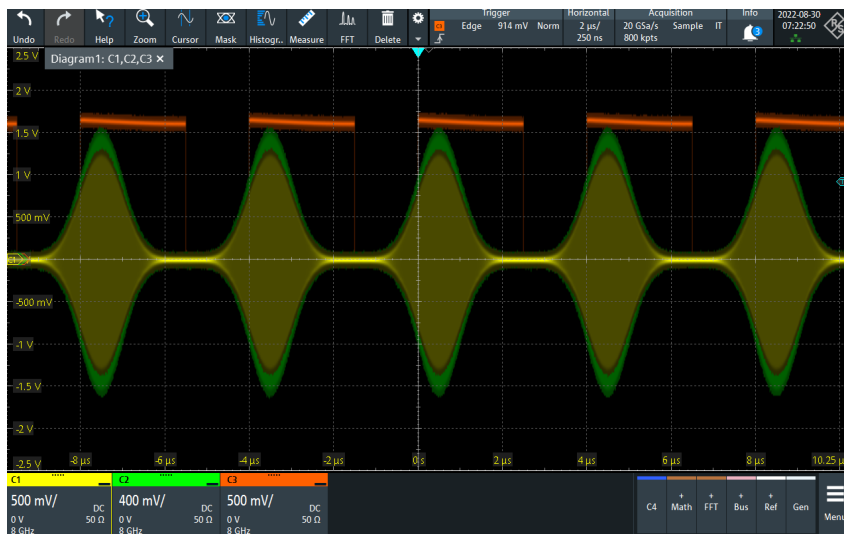 Trigger Horizontal Acquisition Info 2022-08-30
C3 Edge 914 mV Norm 2 µs/ 20 GSa/s Sample IT 3 07:22:50
250 ns 800 kpts
Undo Redo Help Zoom Cursor Mask Histogr.. Measure FFT Delete
Diagram1: C1,C2,C3 ×
2.5 V
2 V
1.5 V
1 V
500 mV
C1
-500 mV
-1 V
-1.5 V
-2 V
-2.5 V
-8 µs -6 µs -4 µs -2 µs 0 s 2 µs 4 µs 6 µs 8 µs 10.25 µ
C1 C2 C3
500 mV/ DC 400 mV/ DC 500 mV/ DC
0 V 50 Ω 0 V 50 Ω 0 V 50 Ω
8 GHz 8 GHz 8 GHz
C4 + Math + FFT + Bus + Ref Gen Menu